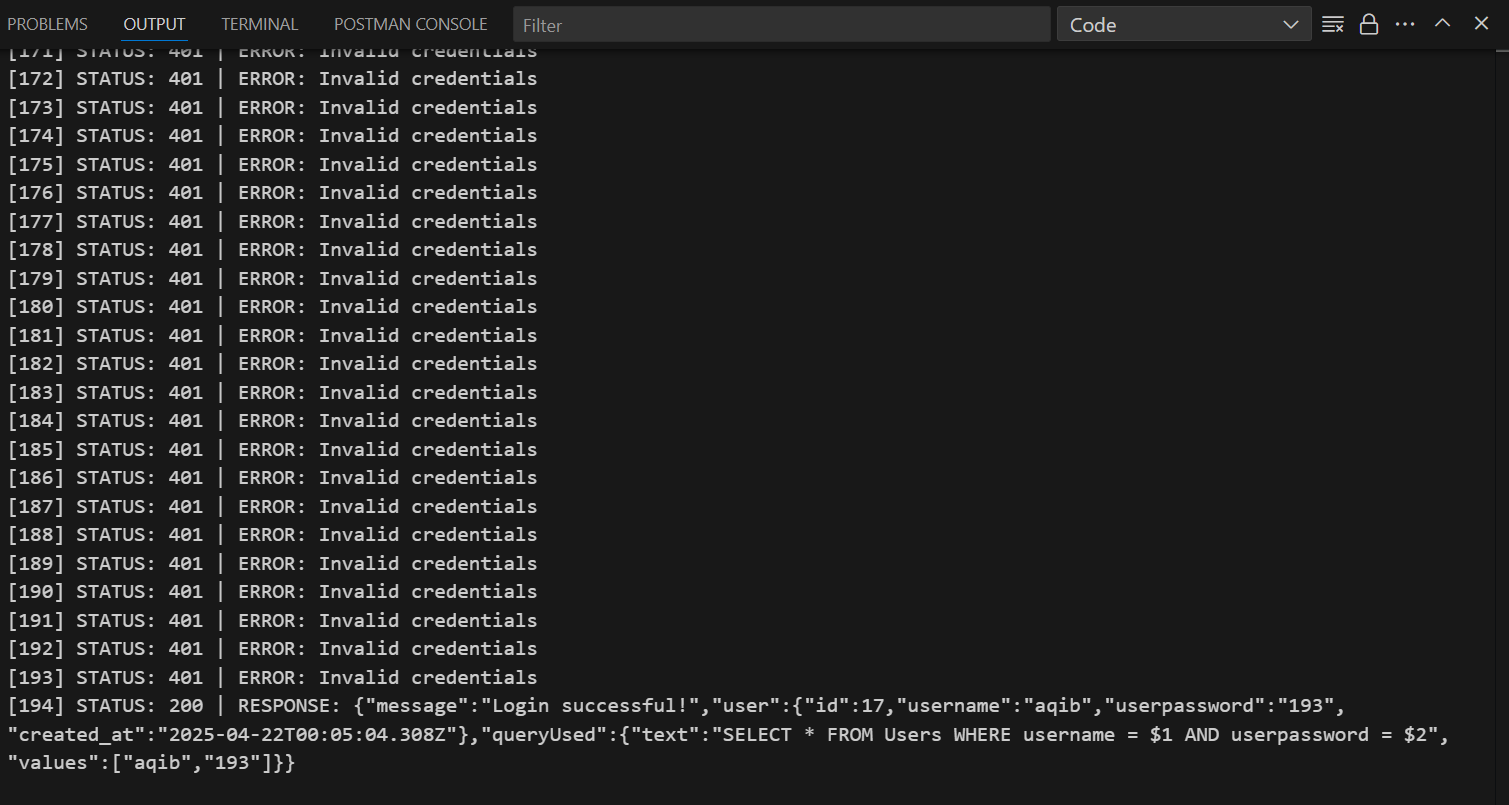 PROBLEMS OUTPUT TERMINAL POSTMAN CONSOLE Filter Code
[171] STATUS: 401 | ERROR: Invalid credentials
[172] STATUS: 401 | ERROR: Invalid credentials
[173] STATUS: 401 | ERROR: Invalid credentials
[174] STATUS: 401 | ERROR: Invalid credentials
[175] STATUS: 401 | ERROR: Invalid credentials
[176] STATUS: 401 | ERROR: Invalid credentials
[177] STATUS: 401 | ERROR: Invalid credentials
[178] STATUS: 401 | ERROR: Invalid credentials
[179] STATUS: 401 | ERROR: Invalid credentials
[180] STATUS: 401 | ERROR: Invalid credentials
[181] STATUS: 401 | ERROR: Invalid credentials
[182] STATUS: 401 | ERROR: Invalid credentials
[183] STATUS: 401 | ERROR: Invalid credentials
[184] STATUS: 401 | ERROR: Invalid credentials
[185] STATUS: 401 | ERROR: Invalid credentials
[186] STATUS: 401 | ERROR: Invalid credentials
[187] STATUS: 401 | ERROR: Invalid credentials
[188] STATUS: 401 | ERROR: Invalid credentials
[189] STATUS: 401 | ERROR: Invalid credentials
[190] STATUS: 401 | ERROR: Invalid credentials
[191] STATUS: 401 | ERROR: Invalid credentials
[192] STATUS: 401 | ERROR: Invalid credentials
[193] STATUS: 401 | ERROR: Invalid credentials
[194] STATUS: 200 | RESPONSE: {"message":"Login successful!","user":{"id":17,"username":"aqib","userpassword":"193",
"created_at":"2025-04-22T00:05:04.308Z"},"queryUsed":{"text":"SELECT * FROM Users WHERE username = $1 AND userpassword = $2",
"values":["aqib","193"]}}